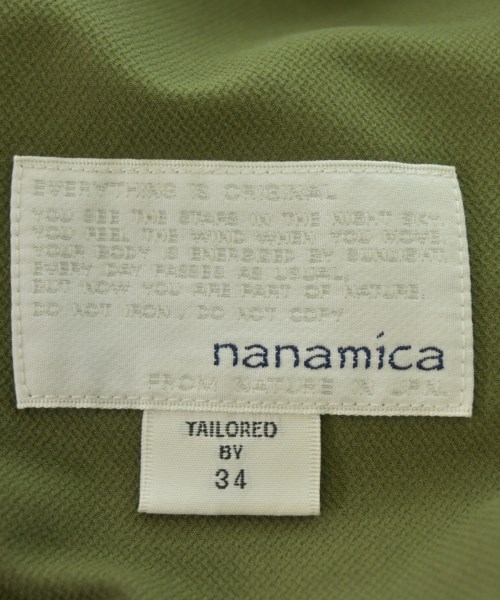 EVERYTHING IS ORIGINAL
YOU SEE THE STARS IN THE NIGHT SKY.
YOU FEEL THE WIND WHEN YOU MOVE.
YOUR BODY IS ENERGIZED BY SUNLIGHT.
EVERY DAY PASSES AS USUAL.
BUT NOW YOU ARE PART OF NATURE.
DO NOT IRON / DO NOT COPY
nanamica
FROM NATURE IN JPN.
TAILORED
BY
34